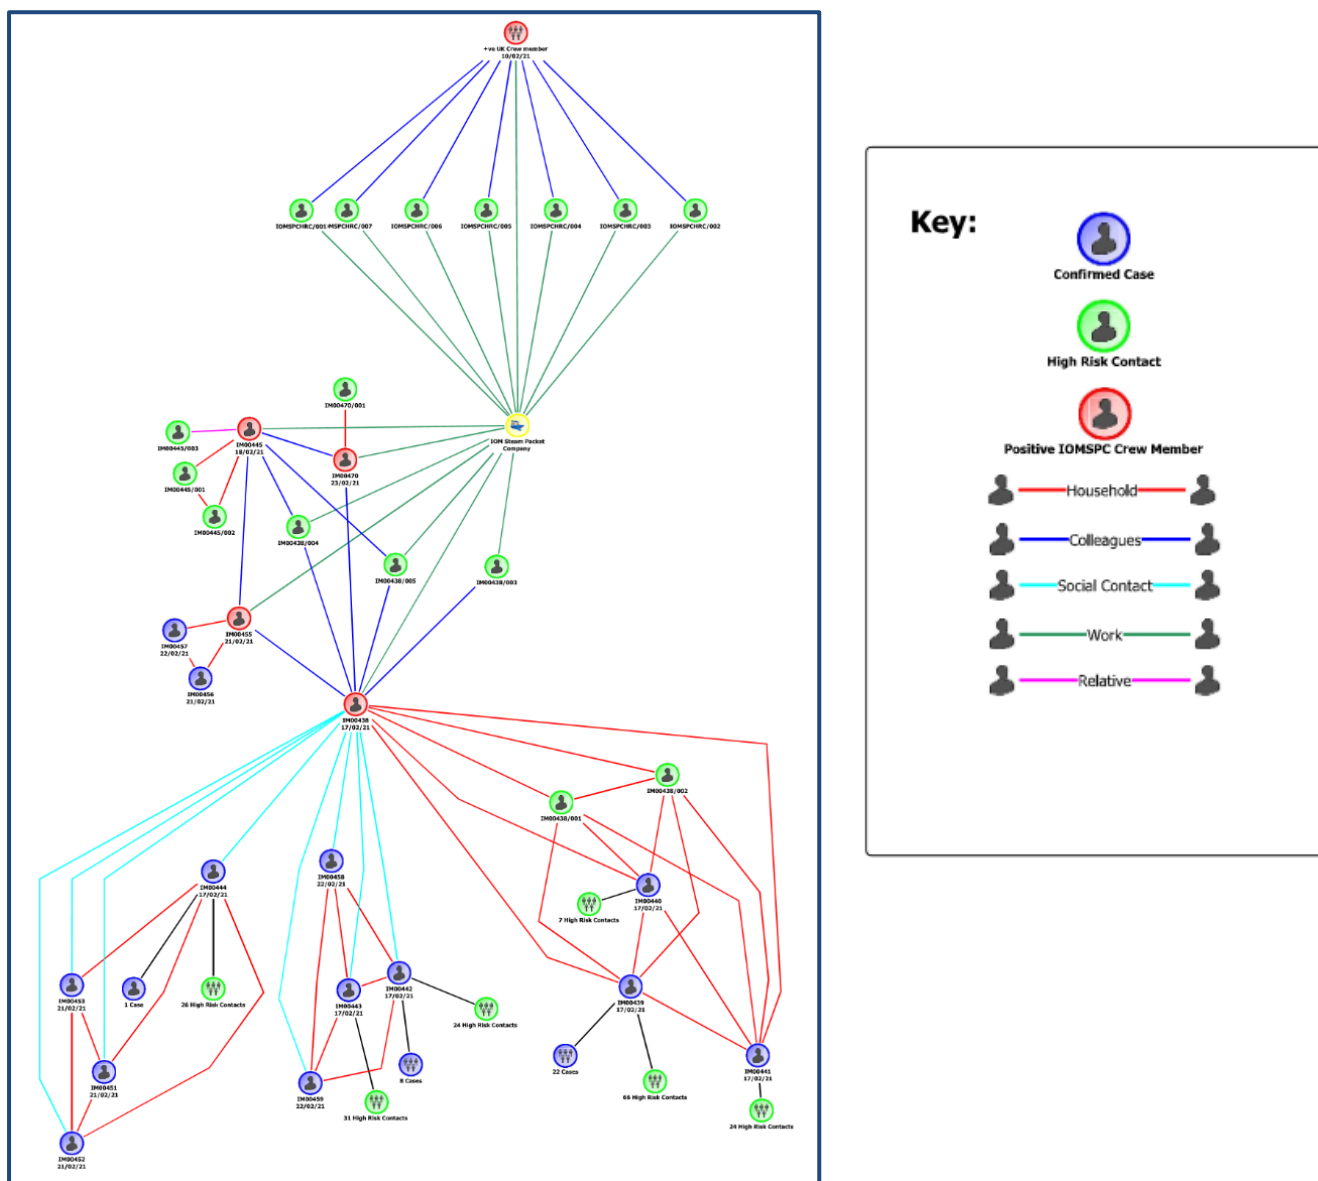 +ve UK Crew member
10/02/21
IOMSPCHRC/001
MSPCHRC/007
IOMSPCHRC/006
IOMSPCHRC/005
IOMSPCHRC/004
IOMSPCHRC/003
IOMSPCHRC/002
IM00470/001
IOM Steam Packet
Company
IM00445/003
IM00445
18/02/21
IM00470
23/02/21
IM00445/001
IM00445/002
IM00438/004
IM00438/005
IM00438/003
IM00455
21/02/21
IM00457
22/02/21
IM00456
21/02/21
IM00438
17/02/21
IM00438/002
IM00438/001
IM00444
17/02/21
IM00458
22/02/21
IM00440
17/02/21
7 High Risk Contacts
IM00453
21/02/21
1 Case
26 High Risk Contacts
IM00443
17/02/21
IM00442
17/02/21
24 High Risk Contacts
IM00439
17/02/21
IM00451
21/02/21
IM00459
22/02/21
8 Cases
31 High Risk Contacts
22 Cases
66 High Risk Contacts
IM00441
17/02/21
24 High Risk Contacts
IM00452
21/02/21
Key:
Confirmed Case
High Risk Contact
Positive IOMSPC Crew Member
Household
Colleagues
Social Contact
Work
Relative